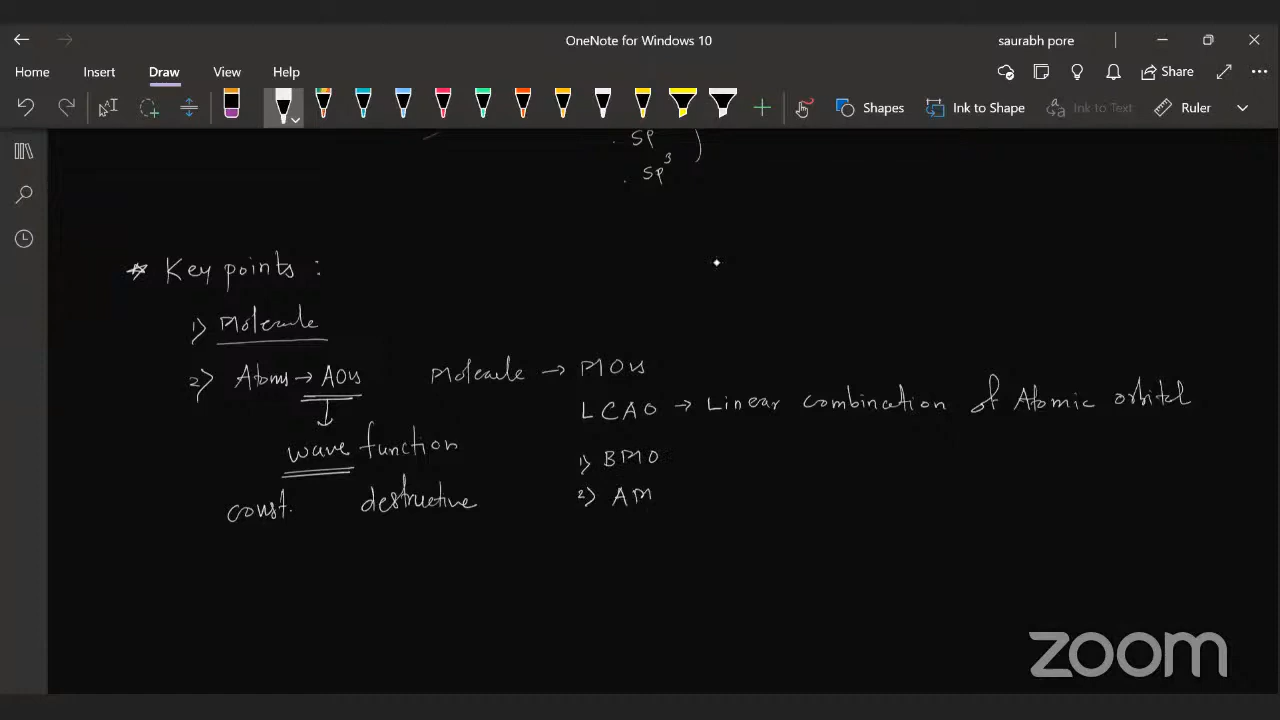 OneNote for Windows 10
saurabh pore
Home Insert Draw View Help
Share
Shapes
Ink to Shape
Ink to Text
Ruler
. sp
. sp³
* Key points :
1) Molecule
2) Atoms → AOs Molecule → MOs
LCAO → Linear combination of Atomic orbital
wave function
1) BMO
const. destructive
2) AM
zoom